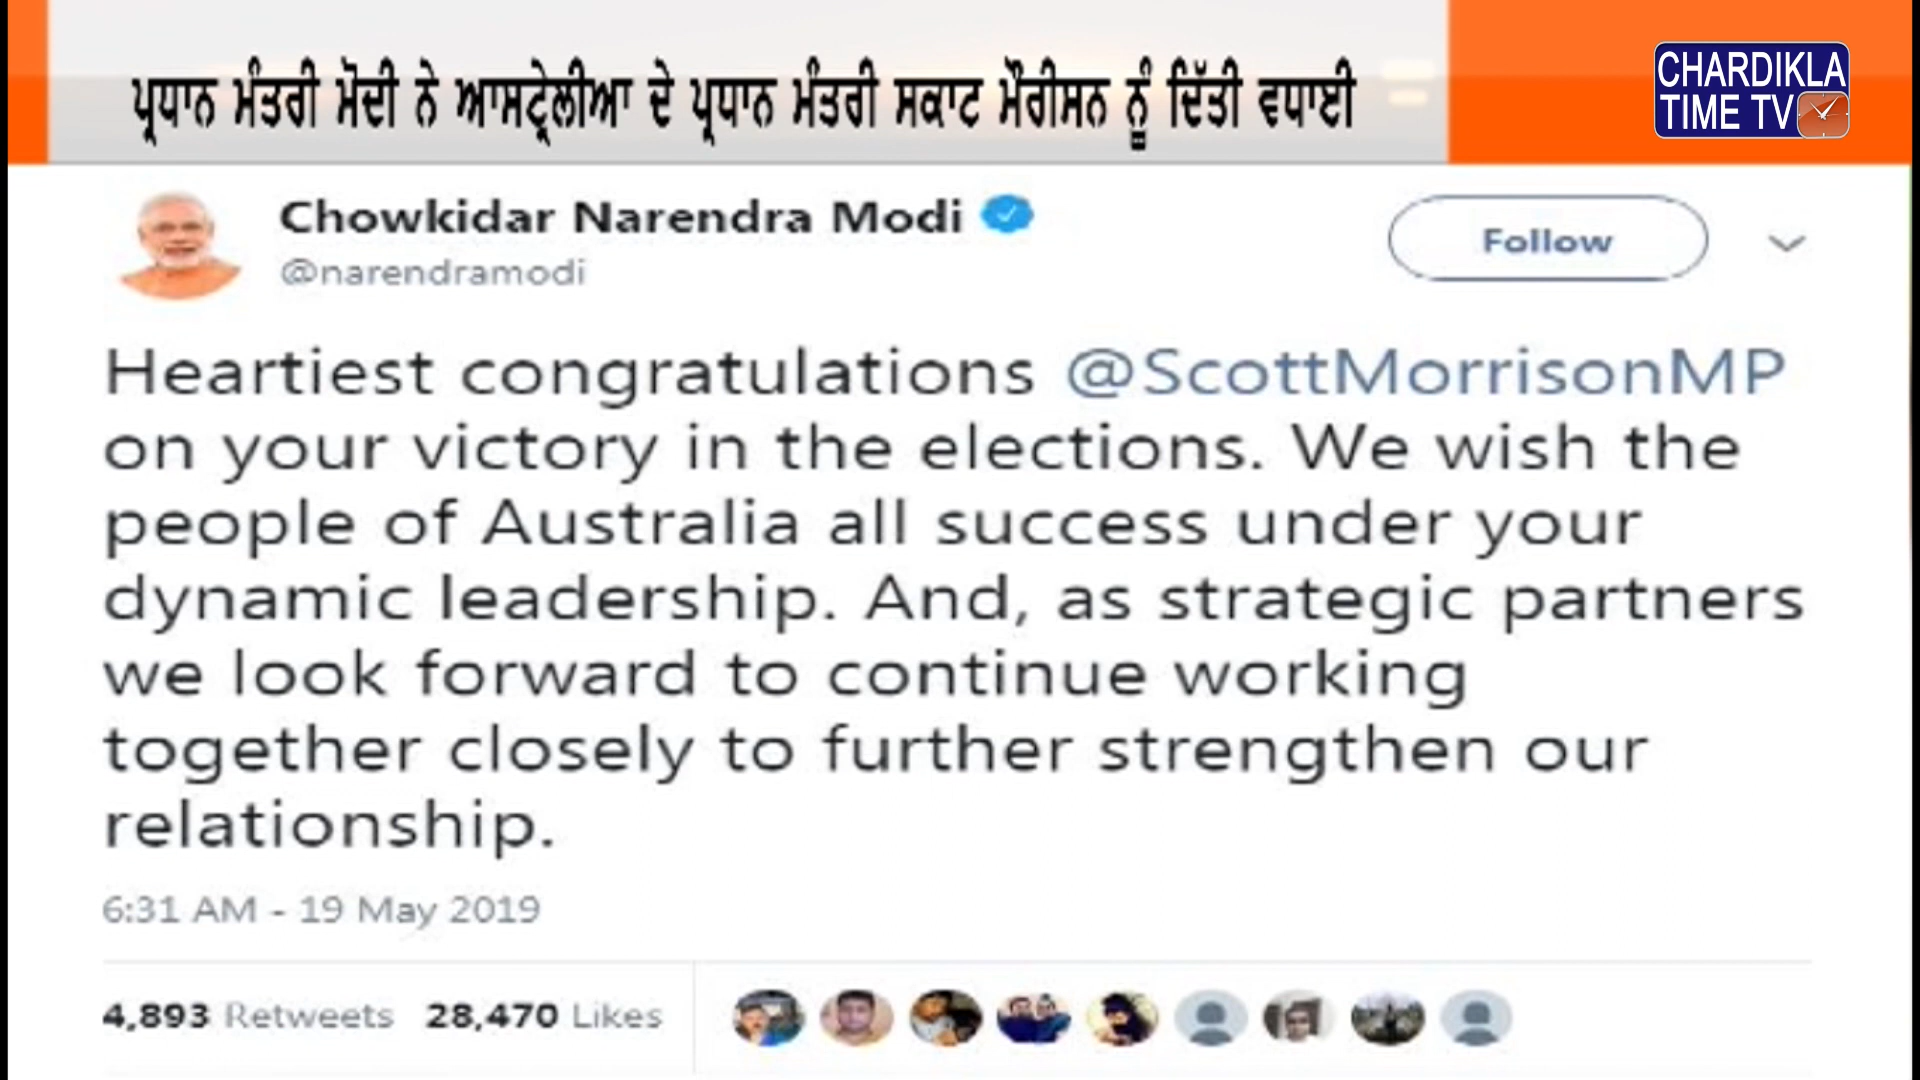 ਪ੍ਰਧਾਨ ਮੰਤਰੀ ਮੋਦੀ ਨੇ ਆਸਟ੍ਰੇਲੀਆ ਦੇ ਪ੍ਰਧਾਨ ਮੰਤਰੀ ਸਕਾਟ ਮੌਰੀਸਨ ਨੂੰ ਦਿੱਤੀ ਵਧਾਈ
CHARDIKLA
TIME TV
Chowkidar Narendra Modi
@narendramodi
Follow
Heartiest congratulations @ScottMorrisonMP
on your victory in the elections. We wish the
people of Australia all success under your
dynamic leadership. And, as strategic partners
we look forward to continue working
together closely to further strengthen our
relationship.
6:31 AM - 19 May 2019
4,893 Retweets 28,470 Likes